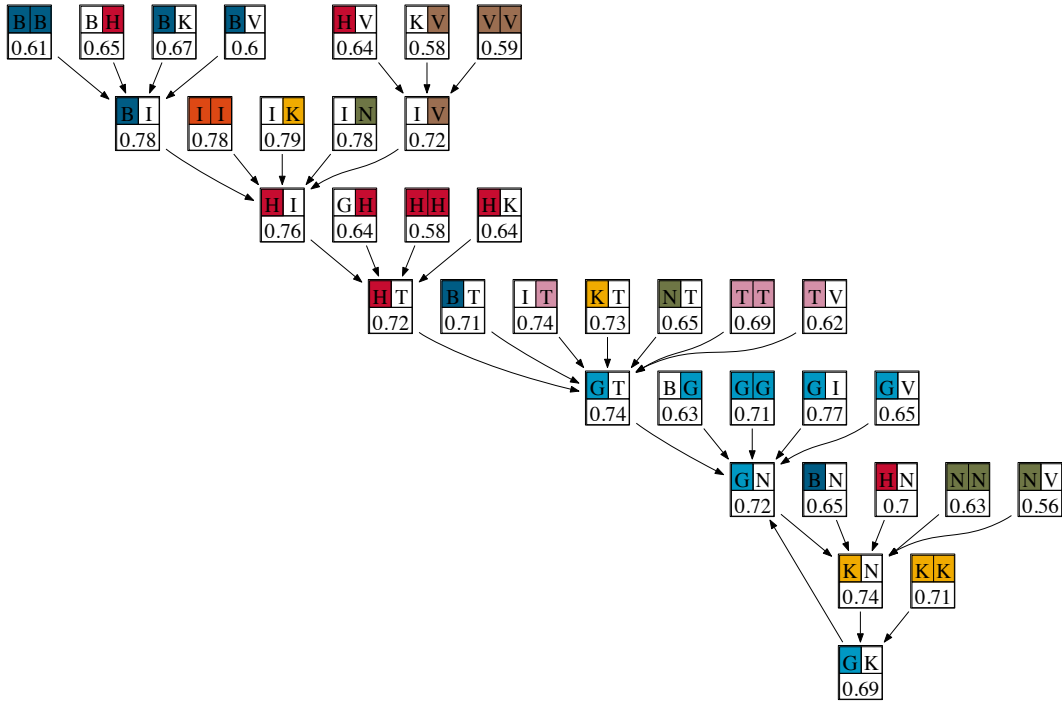 B B B H B K B V H V K V V V
0.61 0.65 0.67 0.6 0.64 0.58 0.59
B I I I I K I N I V
0.78 0.78 0.79 0.78 0.72
H I G H H H H K
0.76 0.64 0.58 0.64
H T B T I T K T N T T T T V
0.72 0.71 0.74 0.73 0.65 0.69 0.62
G T B G G G G I G V
0.74 0.63 0.71 0.77 0.65
G N B N H N N N N V
0.72 0.65 0.7 0.63 0.56
K N K K
0.74 0.71
G K
0.69